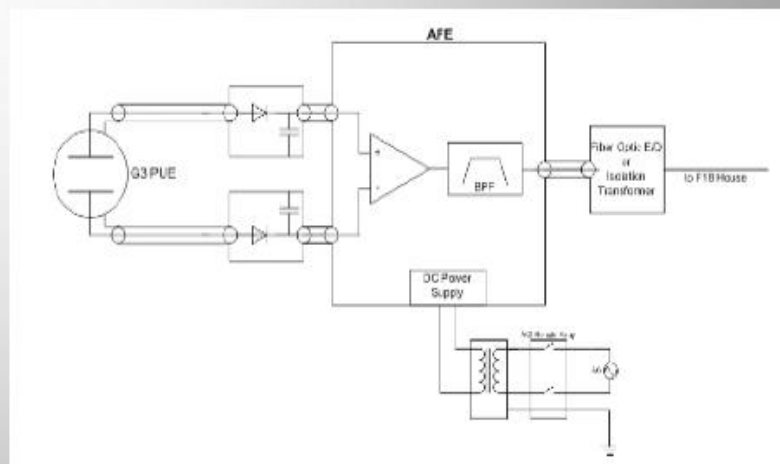 AFE
G3 PUE
BPF
Fiber Optic E/O
or
Isolation
Transformer
to F18 House
DC Power
Supply